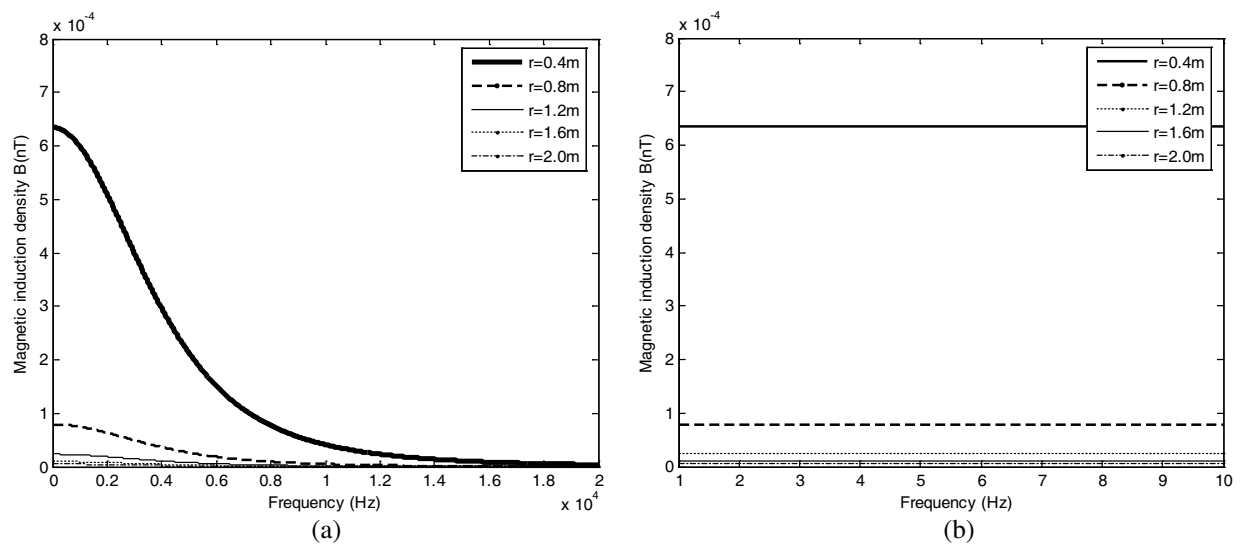 x 10⁻⁴
8
7
6
5
4
3
2
1
0
Magnetic induction density B(nT)
r=0.4m
r=0.8m
r=1.2m
r=1.6m
r=2.0m
0 0.2 0.4 0.6 0.8 1 1.2 1.4 1.6 1.8 2
x 10⁴
Frequency (Hz)
(a)
x 10⁻⁴
8
7
6
5
4
3
2
1
0
Magnetic induction density B(nT)
r=0.4m
r=0.8m
r=1.2m
r=1.6m
r=2.0m
1 2 3 4 5 6 7 8 9 10
Frequency (Hz)
(b)